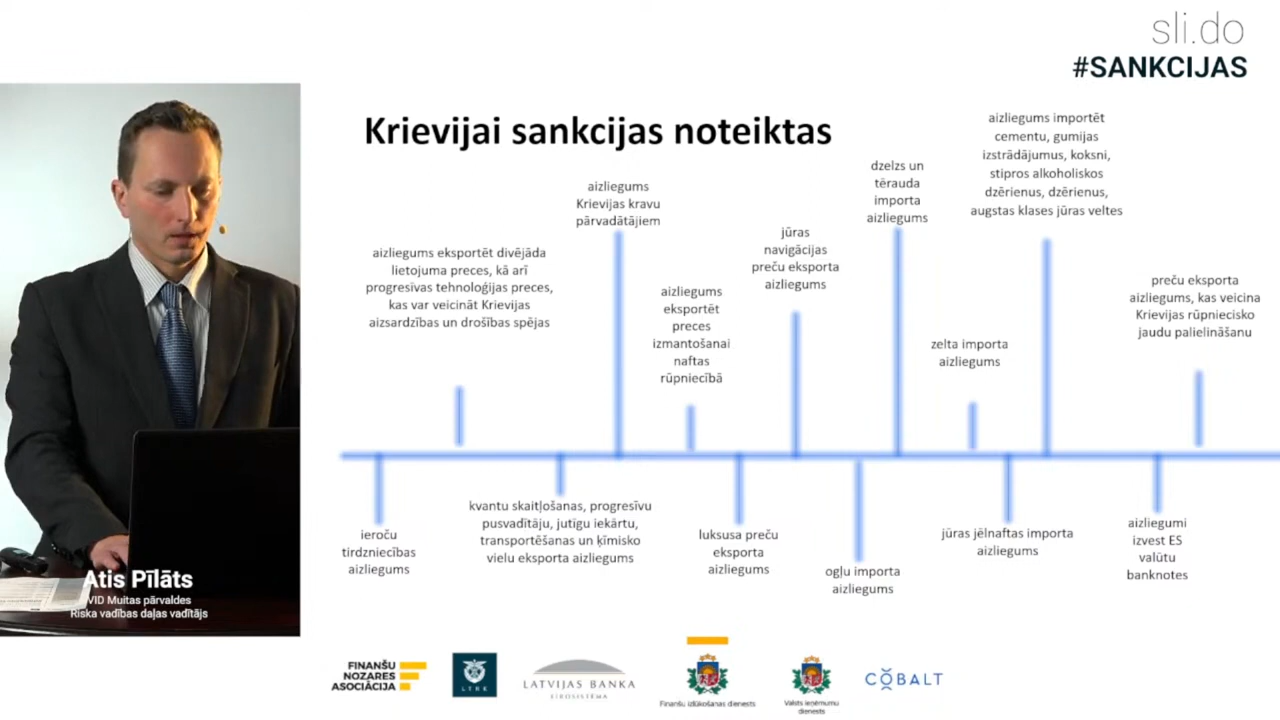 sli.do
#SANKCIJAS
Krievijai sankcijas noteiktas
aizliegums eksportēt divējāda
lietojuma preces, kā arī
progresīvas tehnoloģijas preces,
kas var veicināt Krievijas
aizsardzības un drošības spējas
aizliegums
Krievijas kravu
pārvadātājiem
aizliegums
eksportēt
preces
izmantošanai
naftas
rūpniecībā
jūras
navigācijas
preču eksporta
aizliegums
dzelzs un
tērauda
importa
aizliegums
zelta importa
aizliegums
aizliegums importēt
cementu, gumijas
izstrādājumus, koksni,
stipros alkoholiskos
dzērienus, dzērienus,
augstas klases jūras veltes
preču eksporta
aizliegums, kas veicina
Krievijas rūpniecisko
jaudu palielināšanu
ieroču
tirdzniecības
aizliegums
kvantu skaitļošanas, progresīvu
pusvadītāju, jutīgu iekārtu,
transportēšanas un ķīmisko
vielu eksporta aizliegums
luksusa preču
eksporta
aizliegums
ogļu importa
aizliegums
jūras jēlnaftas importa
aizliegums
aizliegumi
izvest ES
valūtu
banknotes
Atis Pīlāts
VID Muitas pārvaldes
Riska vadības daļas vadītājs
FINANŠU
NOZARES
ASOCIĀCIJA
LTRK
LATVIJAS BANKA
EIROSISTĒMA
Finanšu izlūkošanas dienests
Valsts ieņēmumu
dienests
COBALT